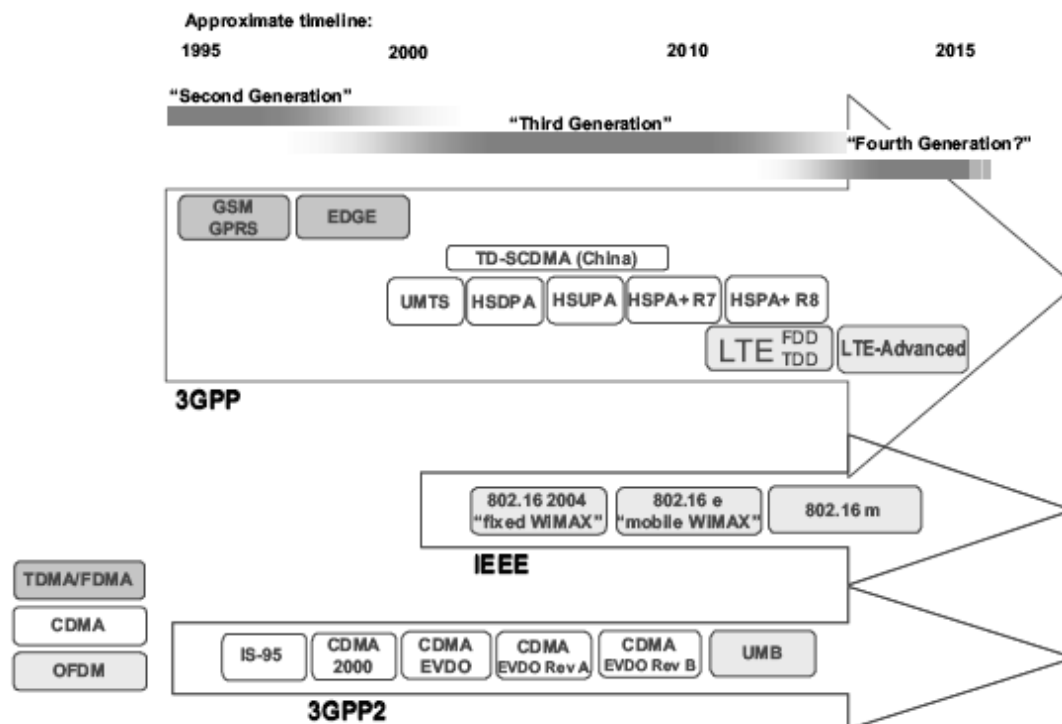 Approximate timeline:
1995 2000 2010 2015
“Second Generation”
“Third Generation”
“Fourth Generation?”
GSM
GPRS
EDGE
TD-SCDMA (China)
UMTS
HSDPA
HSUPA
HSPA+ R7
HSPA+ R8
LTE FDD
TDD
LTE-Advanced
3GPP
802.16 2004
“fixed WiMAX”
802.16 e
“mobile WiMAX”
802.16 m
IEEE
TDMA/FDMA
CDMA
OFDM
IS-95
CDMA
2000
CDMA
EVDO
CDMA
EVDO Rev A
CDMA
EVDO Rev B
UMB
3GPP2